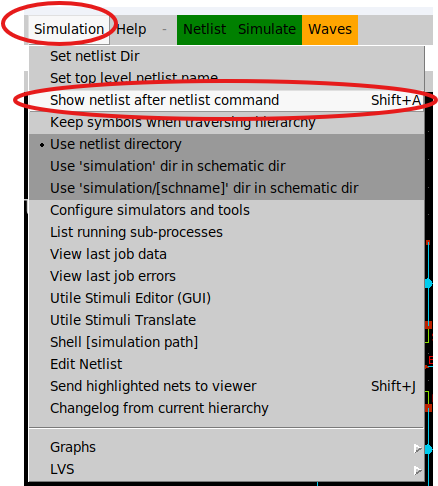 Simulation Help - Netlist Simulate Waves
Set netlist Dir
Set top level netlist name
Show netlist after netlist command Shift+A
Keep symbols when traversing hierarchy
Use netlist directory
Use 'simulation' dir in schematic dir
Use 'simulation/[schname]' dir in schematic dir
Configure simulators and tools
List running sub-processes
View last job data
View last job errors
Utile Stimuli Editor (GUI)
Utile Stimuli Translate
Shell [simulation path]
Edit Netlist
Send highlighted nets to viewer Shift+J
Changelog from current hierarchy
Graphs
LVS